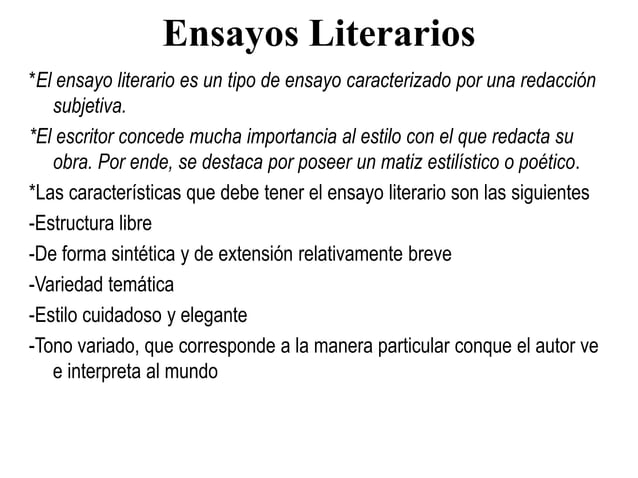 Ensayos Literarios
*El ensayo literario es un tipo de ensayo caracterizado por una redacción
subjetiva.
*El escritor concede mucha importancia al estilo con el que redacta su
obra. Por ende, se destaca por poseer un matiz estilístico o poético.
*Las características que debe tener el ensayo literario son las siguientes
-Estructura libre
-De forma sintética y de extensión relativamente breve
-Variedad temática
-Estilo cuidadoso y elegante
-Tono variado, que corresponde a la manera particular conque el autor ve
e interpreta al mundo